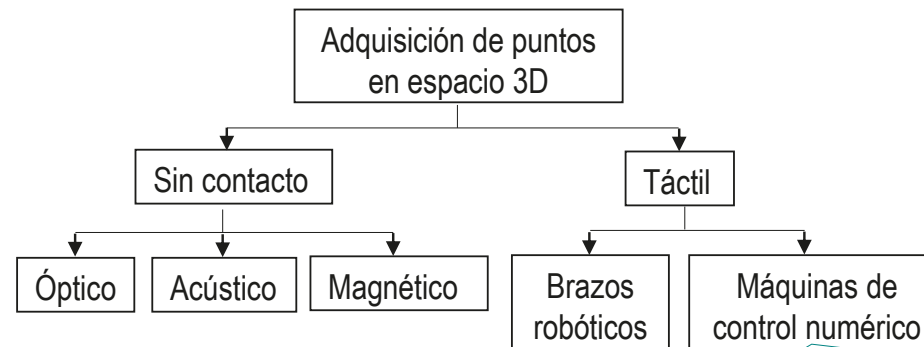 Adquisición de puntos
en espacio 3D
Sin contacto
Táctil
Óptico
Acústico
Magnético
Brazos
robóticos
Máquinas de
control numérico